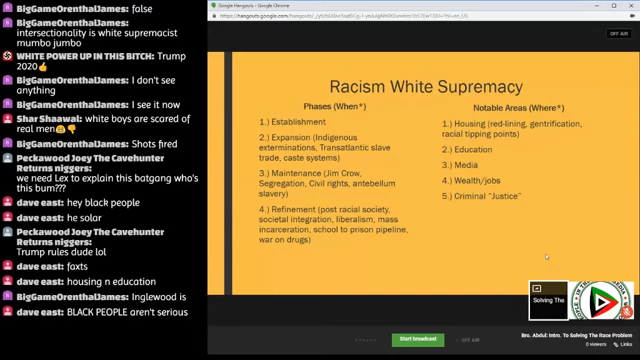 BigGameOrenthalJames: false
BigGameOrenthalJames:
intersectionality is white supremacist
mumbo jumbo
WHITE POWER UP IN THIS BITCH: Trump
2020👍
BigGameOrenthalJames: I don't see
anything
BigGameOrenthalJames: I see it now
Shar Shaawal: white boys are scared of
real men
BigGameOrenthalJames: Shots fired
Peckawood Joey The Cavehunter
Returns niggers:
we need Lex to explain this batgang who's
this bum???
dave east: hey black people
dave east: he solar
Peckawood Joey The Cavehunter
Returns niggers:
Trump rules dude lol
dave east: faxts
dave east: housing n education
BigGameOrenthalJames: Inglewood is
dave east: BLACK PEOPLE aren't serious
Google Hangouts - Google Chrome
OFF AIR
Racism White Supremacy
Phases (When*)
1.) Establishment
2.) Expansion (Indigenous
exterminations, Transatlantic slave
trade, caste systems)
3.) Maintenance (Jim Crow,
Segregation, Civil rights, antebellum
slavery)
4.) Refinement (post racial society,
societal integration, liberalism, mass
incarceration, school to prison pipeline,
war on drugs)
Notable Areas (Where*)
1.) Housing (red-lining, gentrification,
racial tipping points)
2.) Education
3.) Media
4.) Wealth/jobs
5.) Criminal "Justice"
Solving The
Start broadcast
OFF AIR
Bro. Abdul: Intro. To Solving The Race Problem
0 viewers
Links